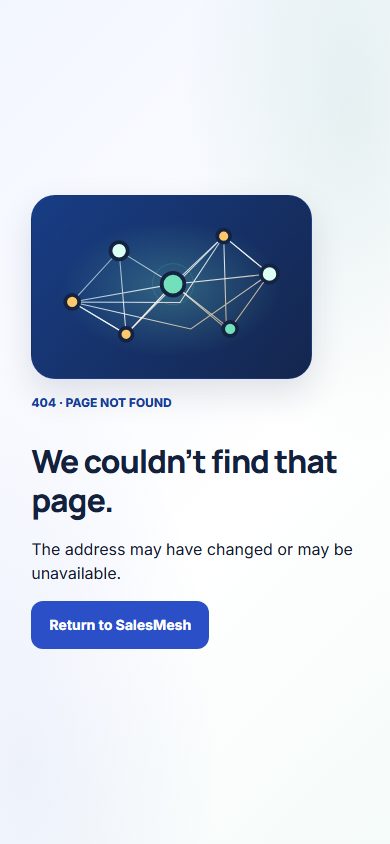 404 · PAGE NOT FOUND
We couldn’t find that
page.
The address may have changed or may be
unavailable.
Return to SalesMesh